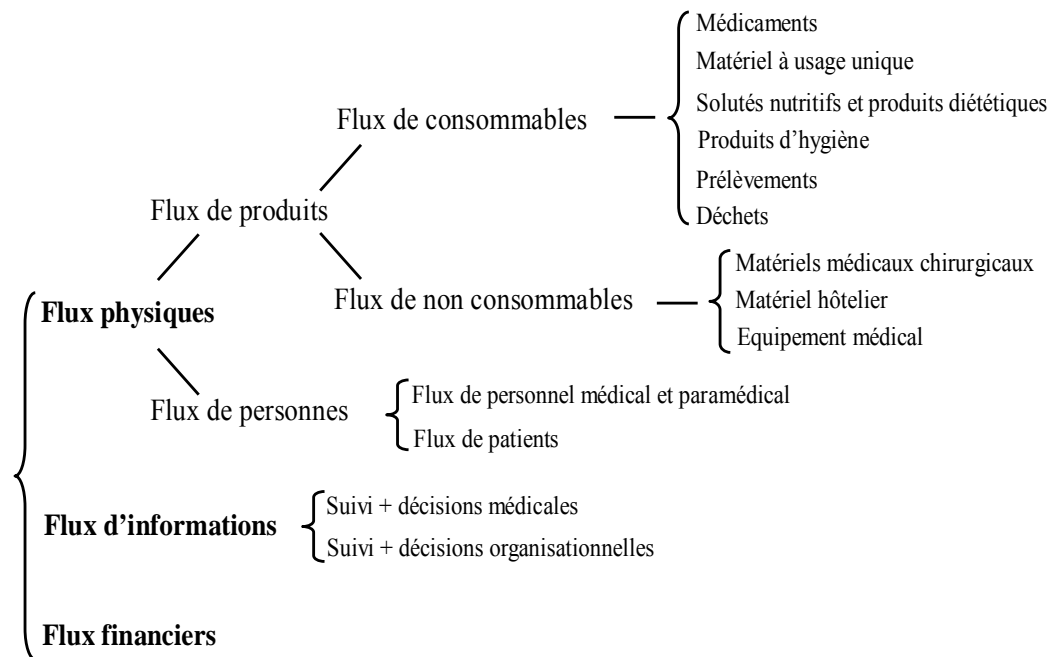 Médicaments
Matériel à usage unique
Solutés nutritifs et produits diététiques
Flux de consommables
Produits d'hygiène
Prélèvements
Déchets
Flux de produits
Matériels médicaux chirurgicaux
Flux de non consommables
Matériel hôtelier
Equipement médical
Flux physiques
Flux de personnes
Flux de personnel médical et paramédical
Flux de patients
Flux d'informations
Suivi + décisions médicales
Suivi + décisions organisationnelles
Flux financiers